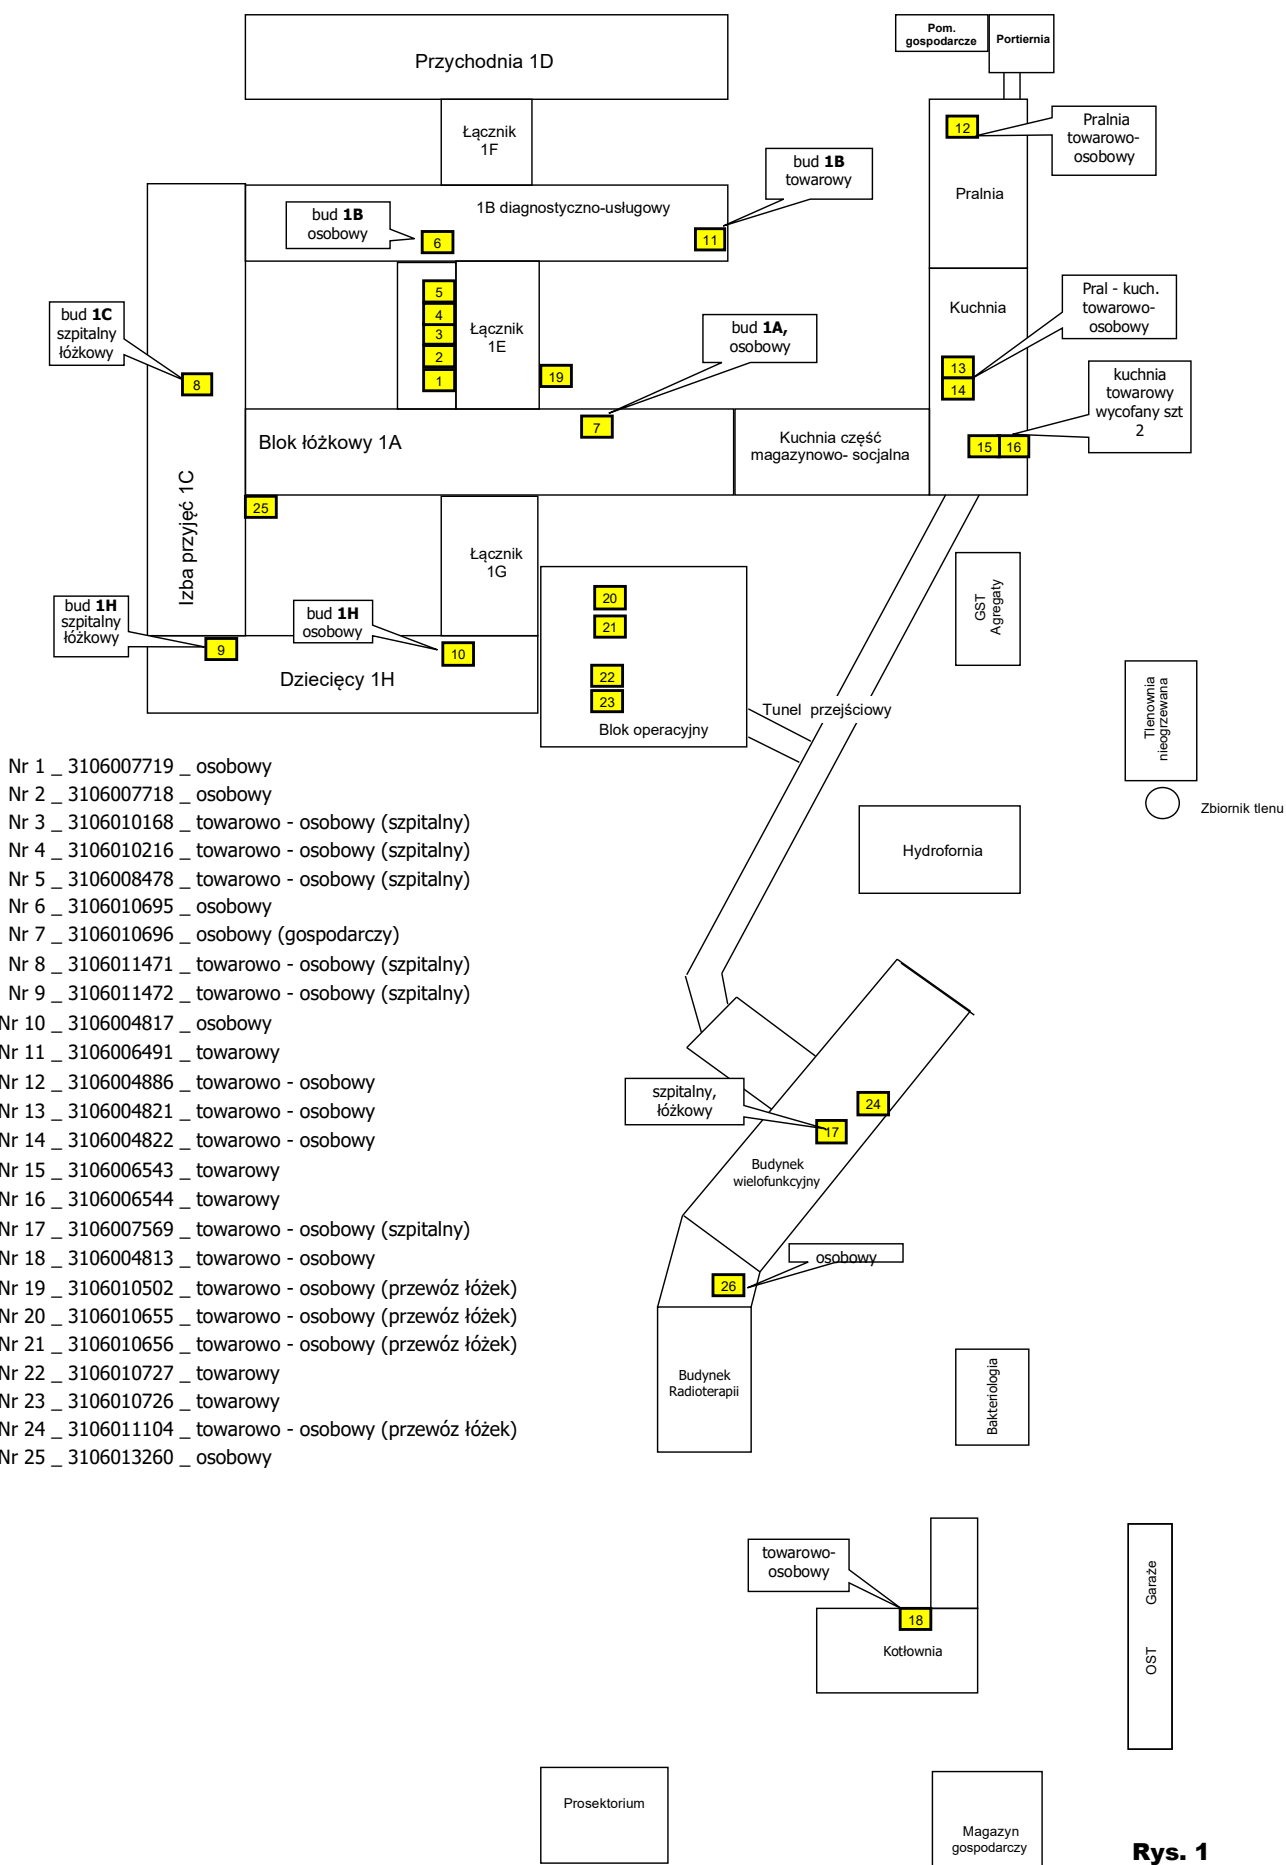 Pom.
gospodarcze
Portiernia
Przychodnia 1D
Łącznik
1F
12
Pralnia
towarowo-
osobowy
bud 1B
towarowy
Pralnia
1B diagnostyczno-usługowy
bud 1B
osobowy
6
11
5
4
3
2
1
Łącznik
1E
19
bud 1C
szpitalny
łóżkowy
8
bud 1A,
osobowy
7
Kuchnia
Pral - kuch.
towarowo-
osobowy
13
14
kuchnia
towarowy
wycofany szt
2
15
16
Blok łóżkowy 1A
Kuchnia część
magazynowo- socjalna
Izba przyjęć 1C
25
Łącznik
1G
bud 1H
szpitalny
łóżkowy
9
bud 1H
osobowy
10
Dziecięcy 1H
20
21
22
23
Blok operacyjny
GST
Agregaty
Tunel przejściowy
Tlenownia
nieogrzewana
Zbiornik tlenu
Hydrofornia
Nr 1 _ 3106007719 _ osobowy
Nr 2 _ 3106007718 _ osobowy
Nr 3 _ 3106010168 _ towarowo - osobowy (szpitalny)
Nr 4 _ 3106010216 _ towarowo - osobowy (szpitalny)
Nr 5 _ 3106008478 _ towarowo - osobowy (szpitalny)
Nr 6 _ 3106010695 _ osobowy
Nr 7 _ 3106010696 _ osobowy (gospodarczy)
Nr 8 _ 3106011471 _ towarowo - osobowy (szpitalny)
Nr 9 _ 3106011472 _ towarowo - osobowy (szpitalny)
Nr 10 _ 3106004817 _ osobowy
Nr 11 _ 3106006491 _ towarowy
Nr 12 _ 3106004886 _ towarowo - osobowy
Nr 13 _ 3106004821 _ towarowo - osobowy
Nr 14 _ 3106004822 _ towarowo - osobowy
Nr 15 _ 3106006543 _ towarowy
Nr 16 _ 3106006544 _ towarowy
Nr 17 _ 3106007569 _ towarowo - osobowy (szpitalny)
Nr 18 _ 3106004813 _ towarowo - osobowy
Nr 19 _ 3106010502 _ towarowo - osobowy (przewóz łóżek)
Nr 20 _ 3106010655 _ towarowo - osobowy (przewóz łóżek)
Nr 21 _ 3106010656 _ towarowo - osobowy (przewóz łóżek)
Nr 22 _ 3106010727 _ towarowy
Nr 23 _ 3106010726 _ towarowy
Nr 24 _ 3106011104 _ towarowo - osobowy (przewóz łóżek)
Nr 25 _ 3106013260 _ osobowy
szpitalny,
łóżkowy
24
17
Budynek
wielofunkcyjny
osobowy
26
Budynek
Radioterapii
Bakteriologia
towarowo-
osobowy
18
Kotłownia
OST Garaże
Prosektorium
Magazyn
gospodarczy
Rys. 1